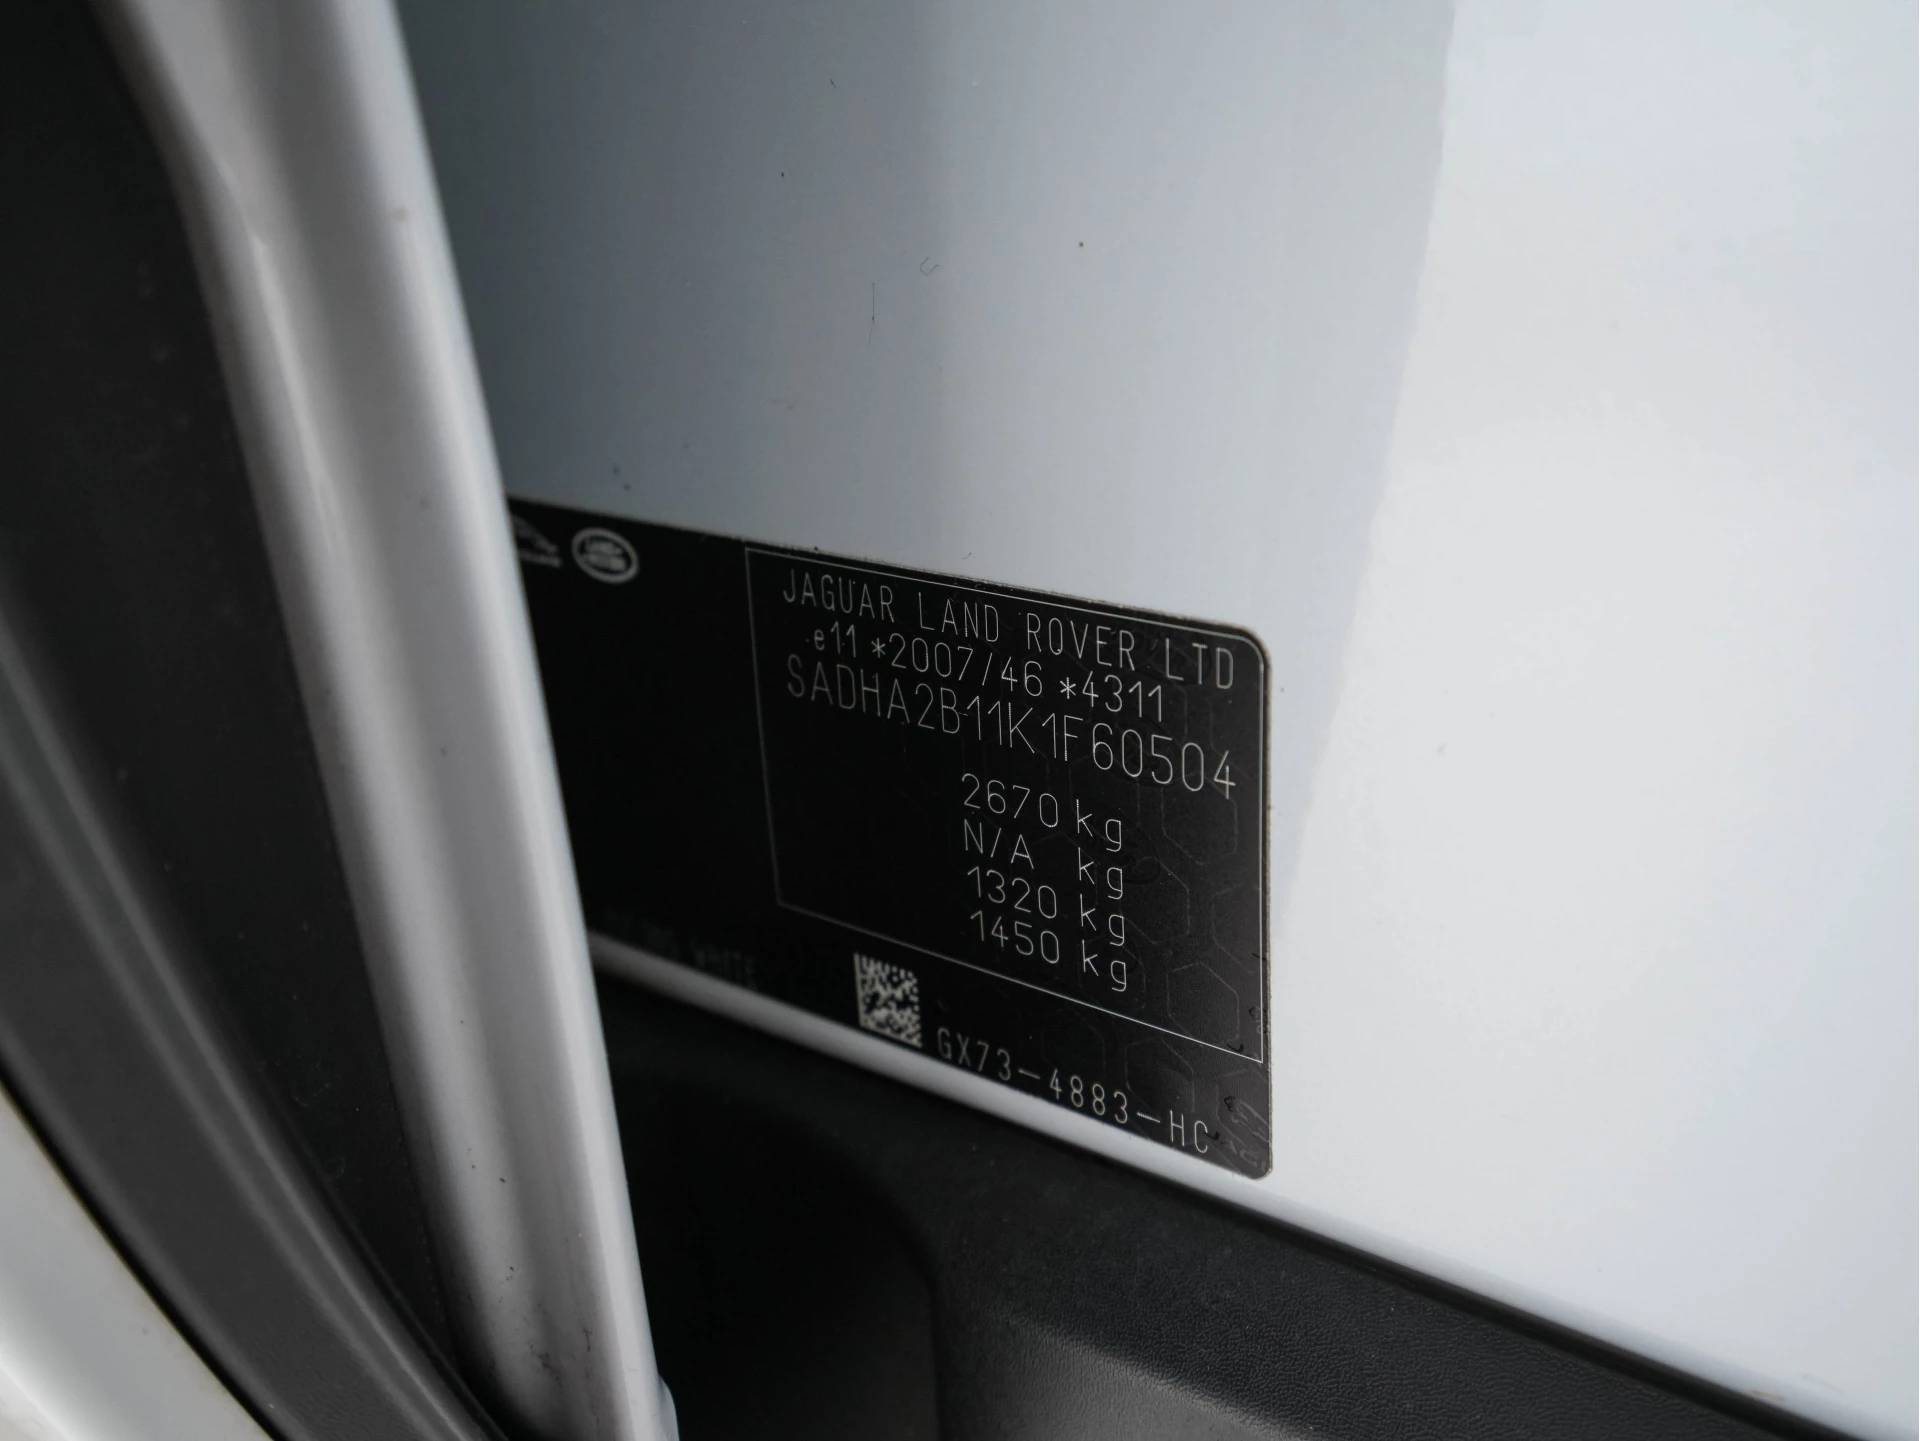 JAGUAR LAND ROVER LTD
e11 *2007/46 *4311
SADHA2B11K1F60504
2670 kg
N/A kg
1320 kg
1450 kg
WHITE
GX73-4883-HC